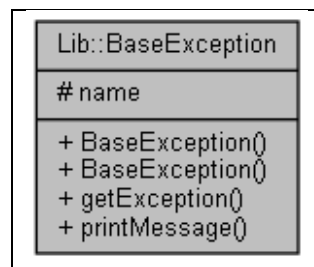 Lib::BaseException
# name
+ BaseException()
+ BaseException()
+ getException()
+ printMessage()